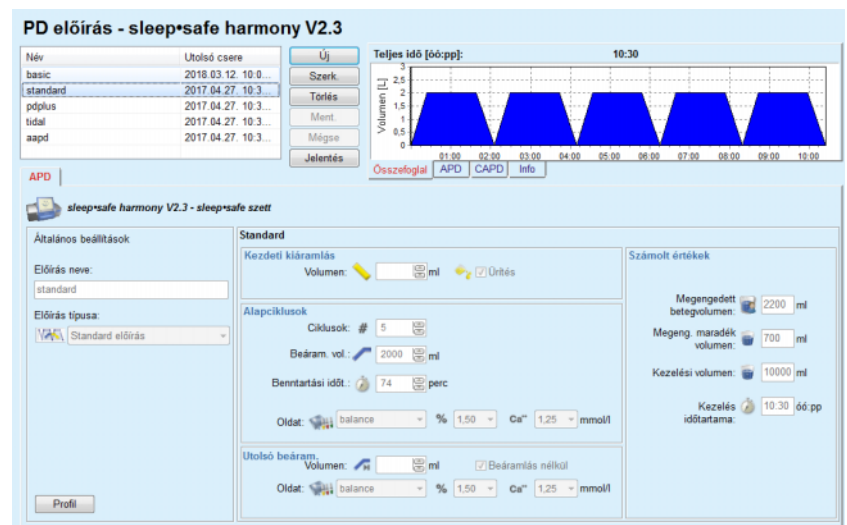 PD előírás - sleep•safe harmony V2.3
Név Utolsó csere
basic 2018.03.12. 10:0...
standard 2017.04.27. 10:3...
pdplus 2017.04.27. 10:3...
tidal 2017.04.27. 10:3...
aapd 2017.04.27. 10:3...
Új
Szerk.
Törlés
Ment.
Mégse
Jelentés
Teljes idő [óó:pp]: 10:30
Volumen [L]
3
2,5
2
1,5
1
0,5
0
01:00 02:00 03:00 04:00 05:00 06:00 07:00 08:00 09:00 10:00
Összefoglal APD CAPD Info
APD
sleep•safe harmony V2.3 - sleep•safe szett
Általános beállítások
Előírás neve:
standard
Előírás típusa:
Standard előírás
Profil
Standard
Kezdeti kiáramlás
Volumen: ml Ürítés
Alapciklusok
Ciklusok: # 5
Beáram. vol.: 2000 ml
Benntartási időt.: 74 perc
Oldat: balance % 1,50 Ca⁺⁺ 1,25 mmol/l
Utolsó beáram.
Volumen: ml Beáramlás nélkül
Oldat: balance % 1,50 Ca⁺⁺ 1,25 mmol/l
Számolt értékek
Megengedett
betegvolumen: 2200 ml
Megeng. maradék
volumen: 700 ml
Kezelési volumen: 10000 ml
Kezelés
időtartama: 10:30 óó:pp